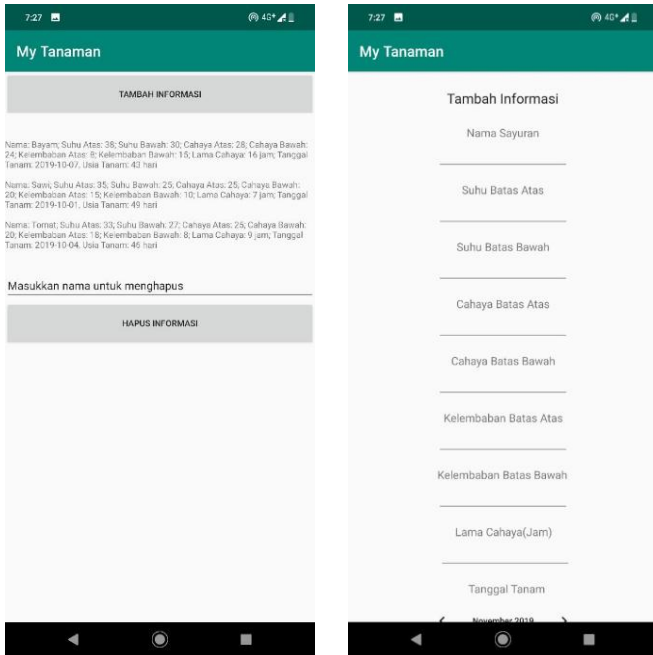 7:27
4G+
My Tanaman
TAMBAH INFORMASI
Nama: Bayam; Suhu Atas: 38; Suhu Bawah: 30; Cahaya Atas: 28; Cahaya Bawah:
24; Kelembaban Atas: 8; Kelembaban Bawah: 15; Lama Cahaya: 16 jam; Tanggal
Tanam: 2019-10-07, Usia Tanam: 43 hari
Nama: Sawi; Suhu Atas: 35; Suhu Bawah: 25; Cahaya Atas: 25; Cahaya Bawah:
20; Kelembaban Atas: 15; Kelembaban Bawah: 10; Lama Cahaya: 7 jam; Tanggal
Tanam: 2019-10-01, Usia Tanam: 49 hari
Nama: Tomat; Suhu Atas: 33; Suhu Bawah: 27; Cahaya Atas: 25; Cahaya Bawah:
20; Kelembaban Atas: 18; Kelembaban Bawah: 8; Lama Cahaya: 9 jam; Tanggal
Tanam: 2019-10-04, Usia Tanam: 46 hari
Masukkan nama untuk menghapus
HAPUS INFORMASI
7:27
4G+
My Tanaman
Tambah Informasi
Nama Sayuran
Suhu Batas Atas
Suhu Batas Bawah
Cahaya Batas Atas
Cahaya Batas Bawah
Kelembaban Batas Atas
Kelembaban Batas Bawah
Lama Cahaya(Jam)
Tanggal Tanam
November 2019